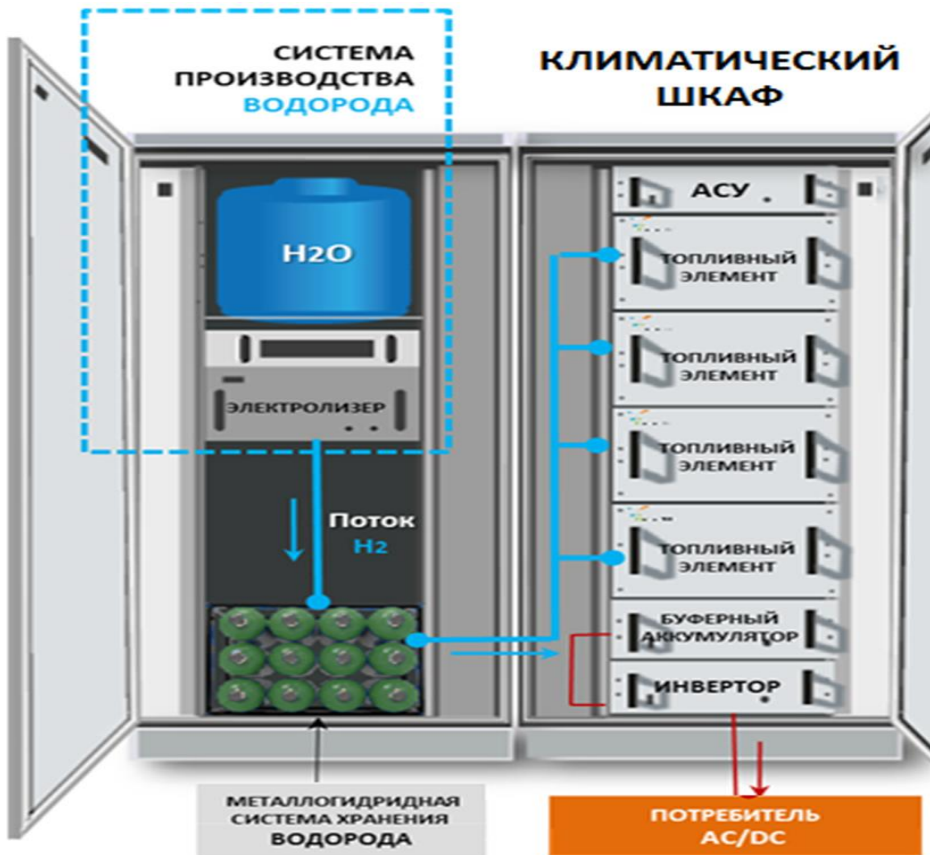 СИСТЕМА
ПРОИЗВОДСТВА
ВОДОРОДА
КЛИМАТИЧЕСКИЙ
ШКАФ
H2O
ЭЛЕКТРОЛИЗЕР
Поток
H2
МЕТАЛЛОГИДРИДНАЯ
СИСТЕМА ХРАНЕНИЯ
ВОДОРОДА
АСУ
ТОПЛИВНЫЙ
ЭЛЕМЕНТ
ТОПЛИВНЫЙ
ЭЛЕМЕНТ
ТОПЛИВНЫЙ
ЭЛЕМЕНТ
ТОПЛИВНЫЙ
ЭЛЕМЕНТ
БУФЕРНЫЙ
АККУМУЛЯТОР
ИНВЕРТОР
ПОТРЕБИТЕЛЬ
AC/DC